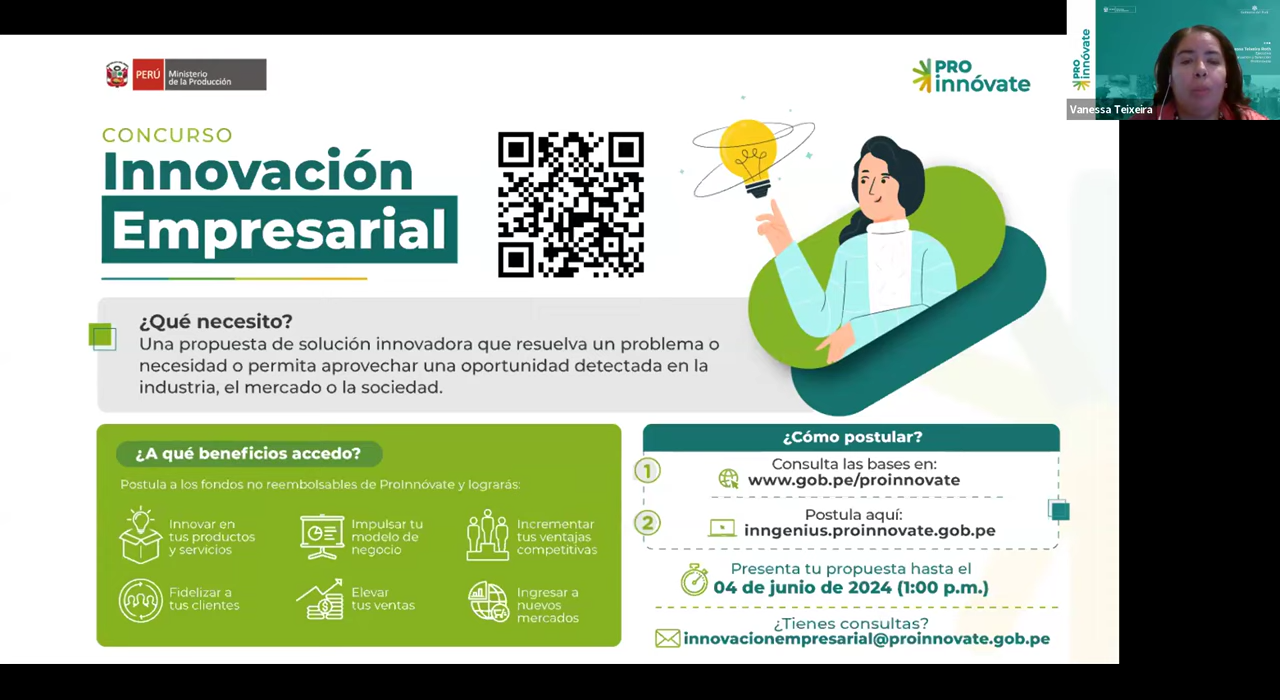 PERÚ
Ministerio
de la Producción
PRO
innóvate
PRO
innóvate
Vanessa Teixeira
CONCURSO
Innovación
Empresarial
¿Qué necesito?
Una propuesta de solución innovadora que resuelva un problema o
necesidad o permita aprovechar una oportunidad detectada en la
industria, el mercado o la sociedad.
¿A qué beneficios accedo?
Postula a los fondos no reembolsables de ProInnóvate y lograrás:
Innovar en
tus productos
y servicios
Impulsar tu
modelo de
negocio
Incrementar
tus ventajas
competitivas
Fidelizar a
tus clientes
Elevar
tus ventas
Ingresar a
nuevos
mercados
¿Cómo postular?
1
Consulta las bases en:
www.gob.pe/proinnovate
2
Postula aquí:
inngenius.proinnovate.gob.pe
Presenta tu propuesta hasta el
04 de junio de 2024 (1:00 p.m.)
¿Tienes consultas?
innovacionempresarial@proinnovate.gob.pe